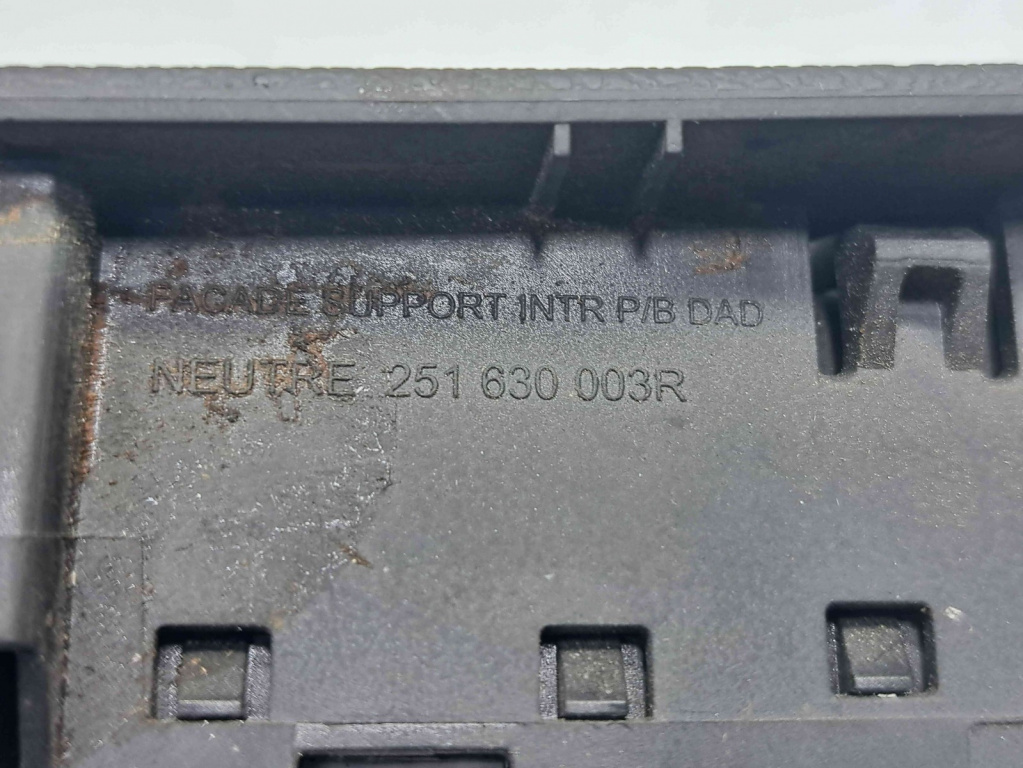 FACADE SUPPORT INTR P/B DAD
NEUTRE 251 630 003R